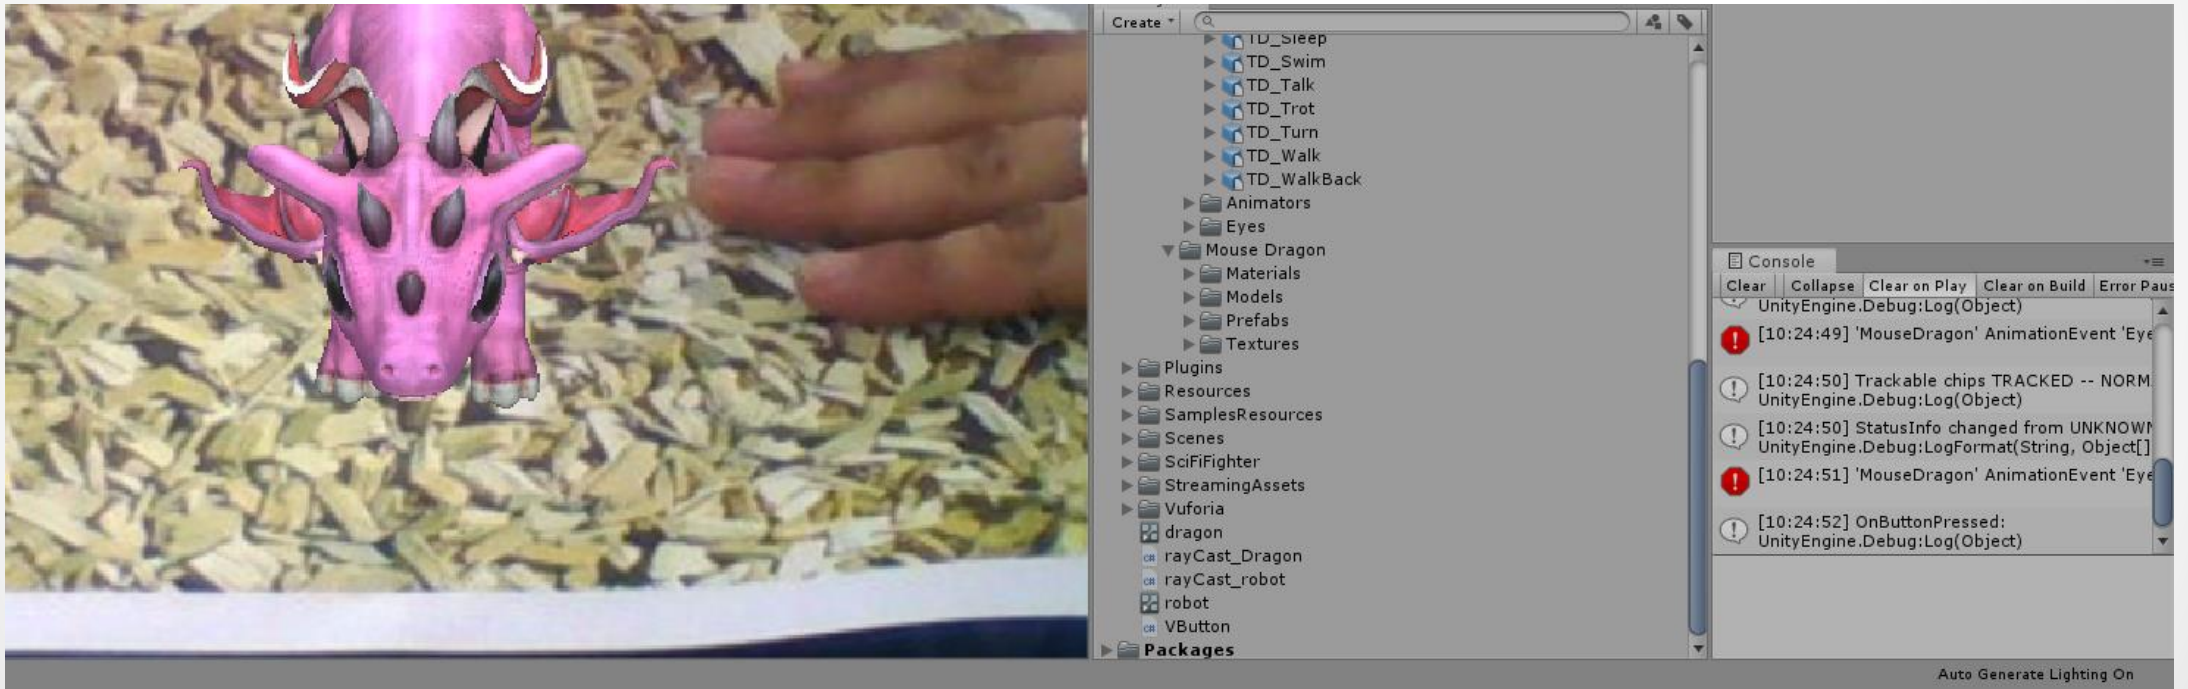 Create
TD_Sleep
TD_Swim
TD_Talk
TD_Trot
TD_Turn
TD_Walk
TD_WalkBack
Animators
Eyes
Mouse Dragon
Materials
Models
Prefabs
Textures
Plugins
Resources
SamplesResources
Scenes
SciFiFighter
StreamingAssets
Vuforia
dragon
rayCast_Dragon
rayCast_robot
robot
VButton
Packages
Console
Clear Collapse Clear on Play Clear on Build Error Paus
UnityEngine.Debug:Log(Object)
[10:24:49] 'MouseDragon' AnimationEvent 'Eye
[10:24:50] Trackable chips TRACKED -- NORM
UnityEngine.Debug:Log(Object)
[10:24:50] StatusInfo changed from UNKNOWN
UnityEngine.Debug:LogFormat(String, Object[]
[10:24:51] 'MouseDragon' AnimationEvent 'Eye
[10:24:52] OnButtonPressed:
UnityEngine.Debug:Log(Object)
Auto Generate Lighting On